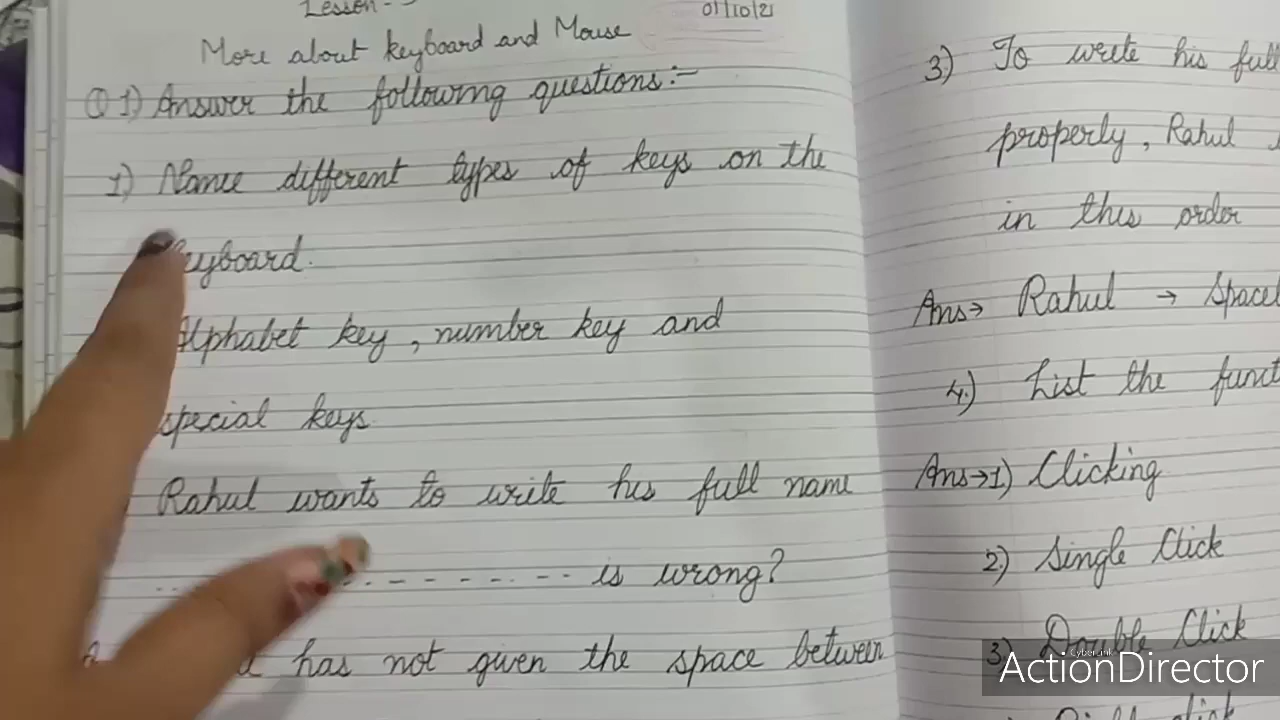 Lesson -
01/10/21
More about keyboard and Mouse
Q 1) Answer the following questions:-
1) Name different types of keys on the
keyboard.
Alphabet key, number key and
special keys
Rahul wants to write his full name
- - - - - - - - is wrong?
has not given the space between
3) To write his full
properly, Rahul
in this order
Ans→ Rahul →
4.) List the
Ans→1) Clicking
2) Single Click
3) Double Click
CyberLink
ActionDirector